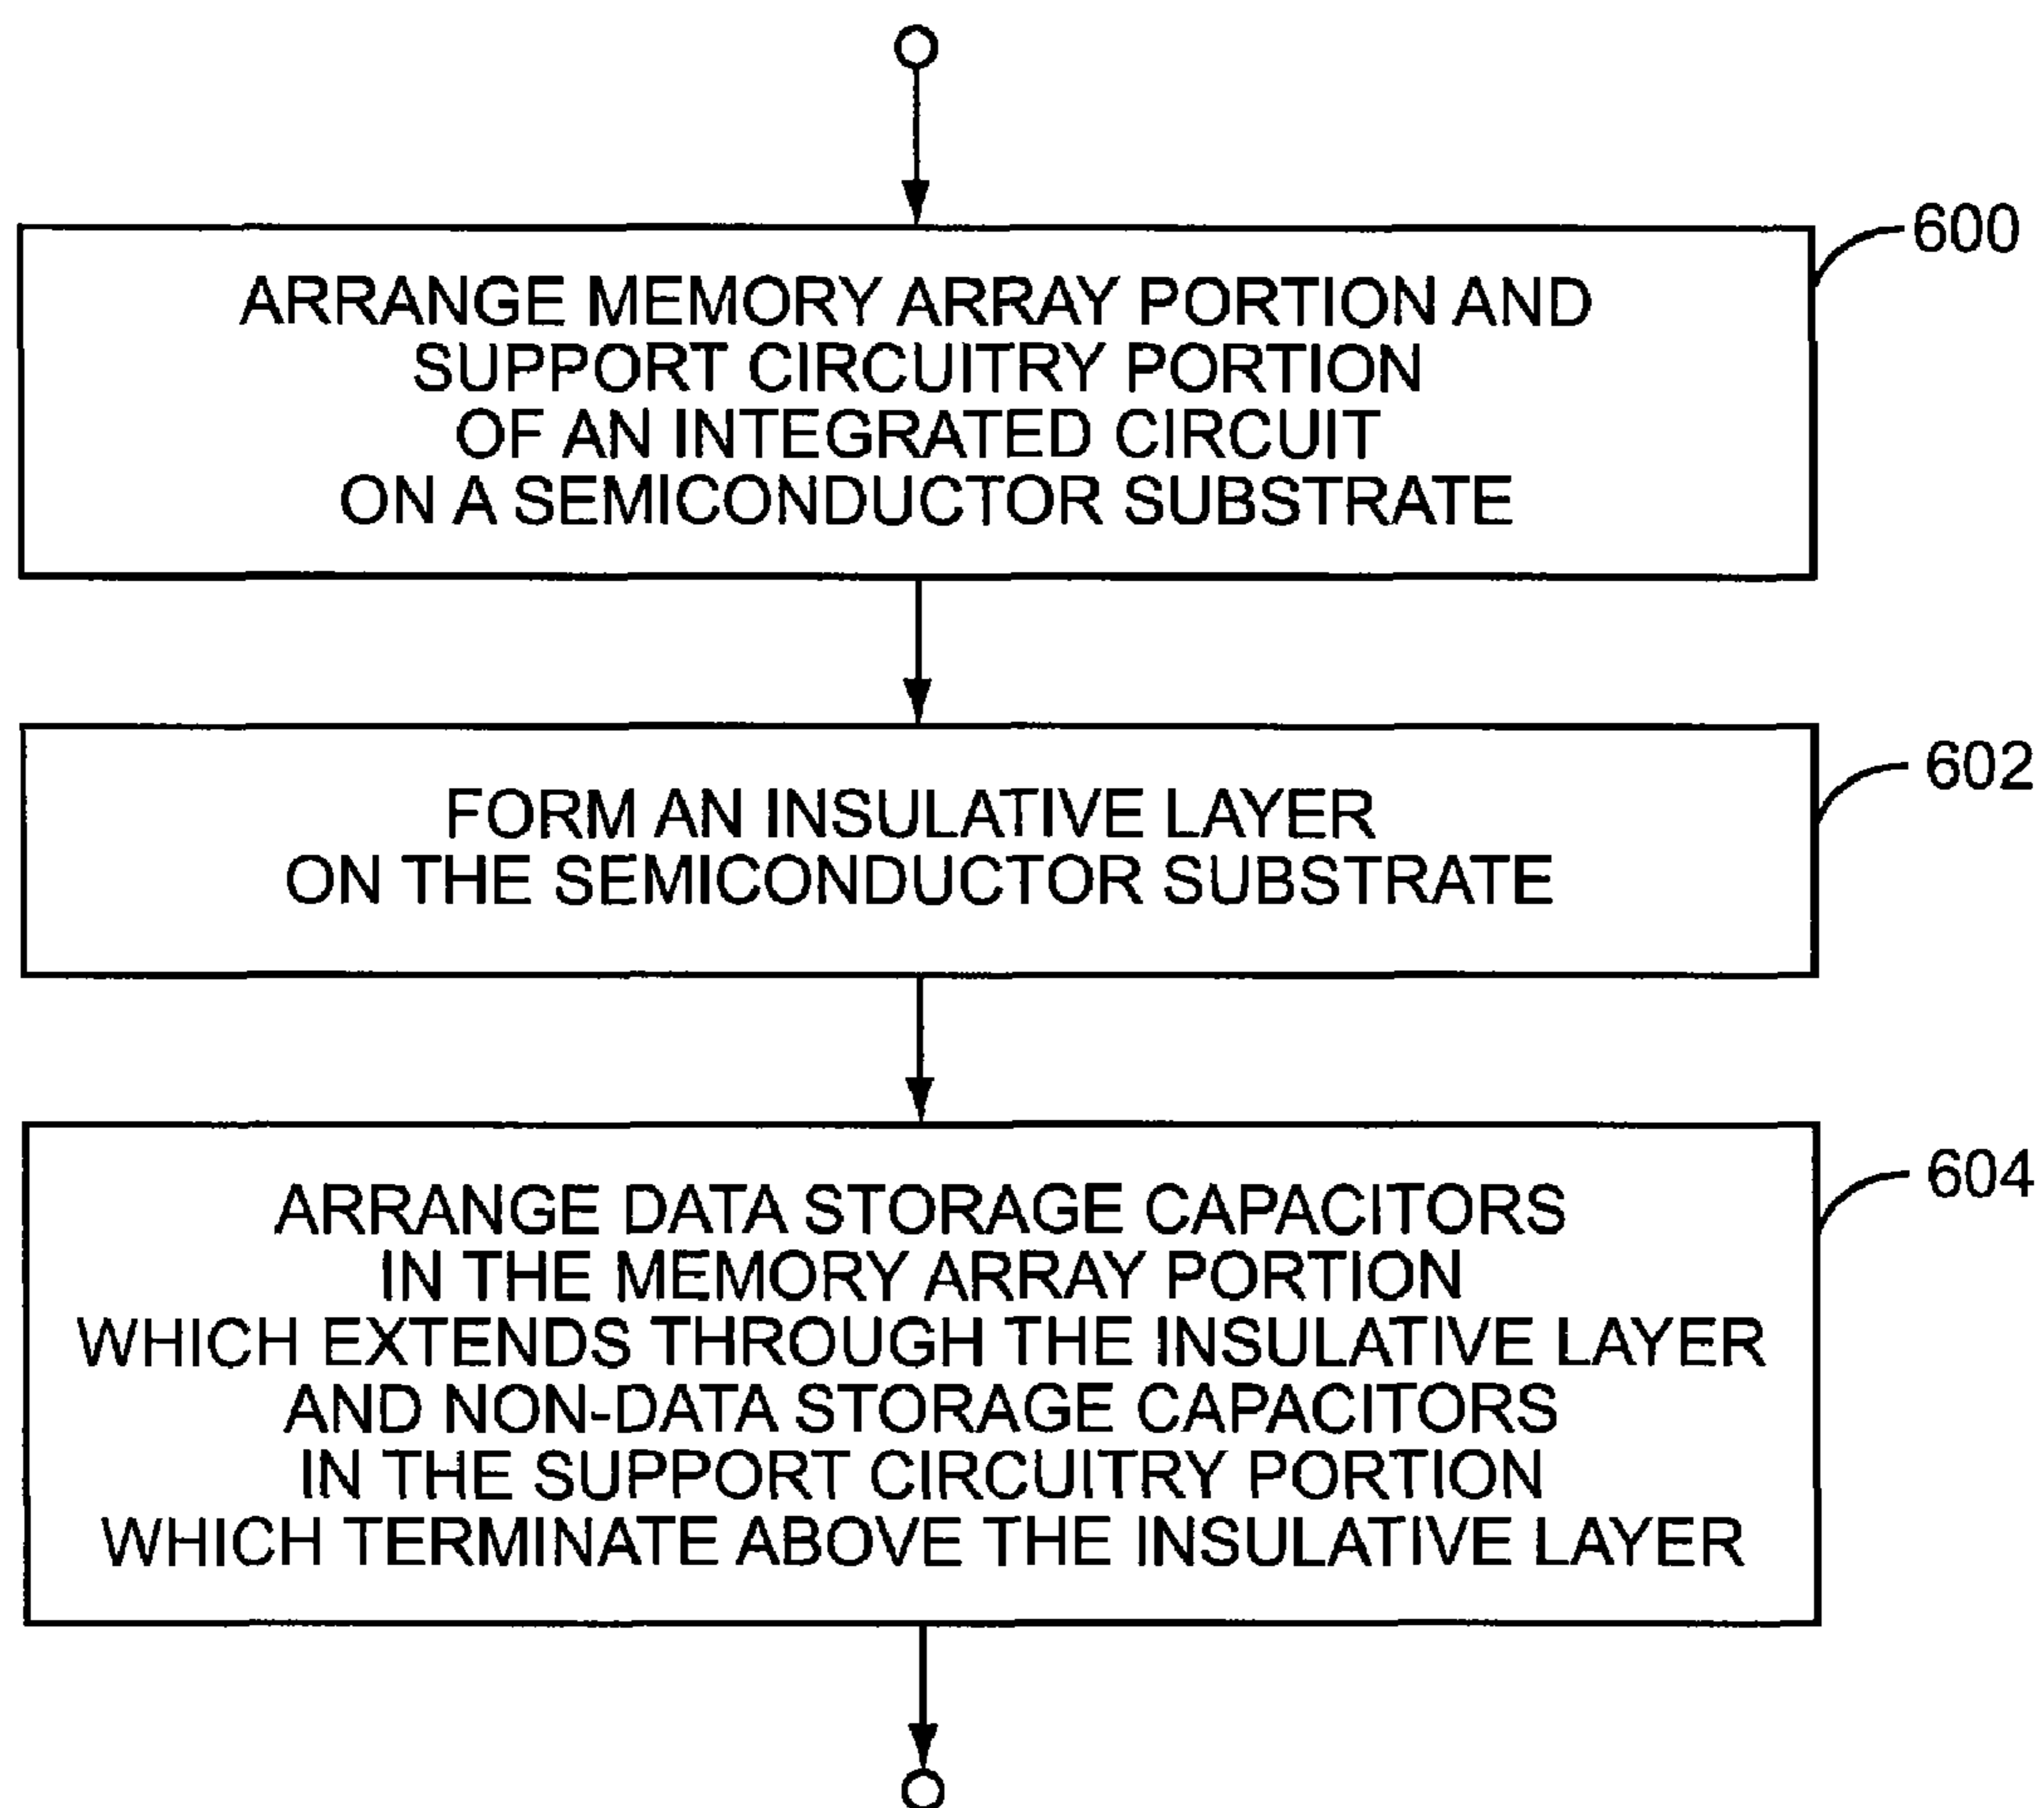 600
ARRANGE MEMORY ARRAY PORTION AND
SUPPORT CIRCUITRY PORTION
OF AN INTEGRATED CIRCUIT
ON A SEMICONDUCTOR SUBSTRATE
602
FORM AN INSULATIVE LAYER
ON THE SEMICONDUCTOR SUBSTRATE
604
ARRANGE DATA STORAGE CAPACITORS
IN THE MEMORY ARRAY PORTION
WHICH EXTENDS THROUGH THE INSULATIVE LAYER
AND NON-DATA STORAGE CAPACITORS
IN THE SUPPORT CIRCUITRY PORTION
WHICH TERMINATE ABOVE THE INSULATIVE LAYER